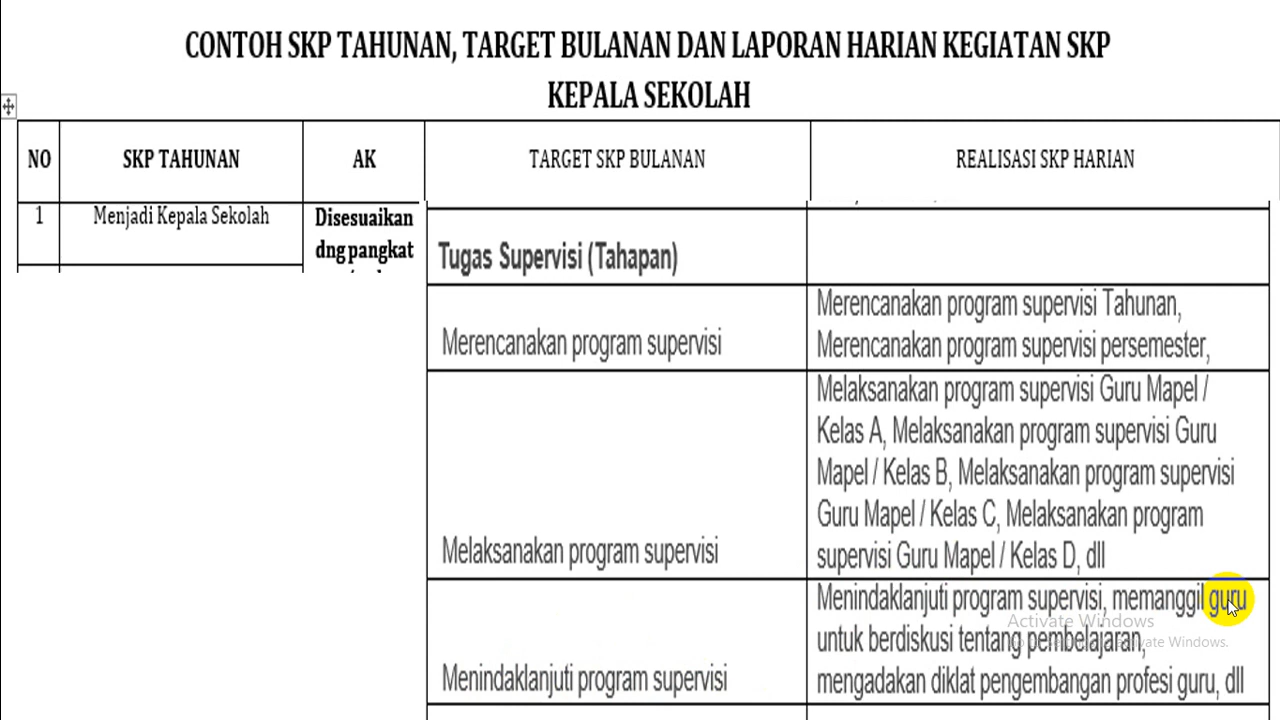 CONTOH SKP TAHUNAN, TARGET BULANAN DAN LAPORAN HARIAN KEGIATAN SKP
KEPALA SEKOLAH
NO SKP TAHUNAN AK TARGET SKP BULANAN REALISASI SKP HARIAN
1 Menjadi Kepala Sekolah Disesuaikan
dng pangkat
Tugas Supervisi (Tahapan)
Merencanakan program supervisi
Merencanakan program supervisi Tahunan,
Merencanakan program supervisi persemester,
Melaksanakan program supervisi
Melaksanakan program supervisi Guru Mapel /
Kelas A, Melaksanakan program supervisi Guru
Mapel / Kelas B, Melaksanakan program supervisi
Guru Mapel / Kelas C, Melaksanakan program
supervisi Guru Mapel / Kelas D, dll
Menindaklanjuti program supervisi
Menindaklanjuti program supervisi, memanggil guru
untuk berdiskusi tentang pembelajaran,
mengadakan diklat pengembangan profesi guru, dll
Activate Windows
Windows.